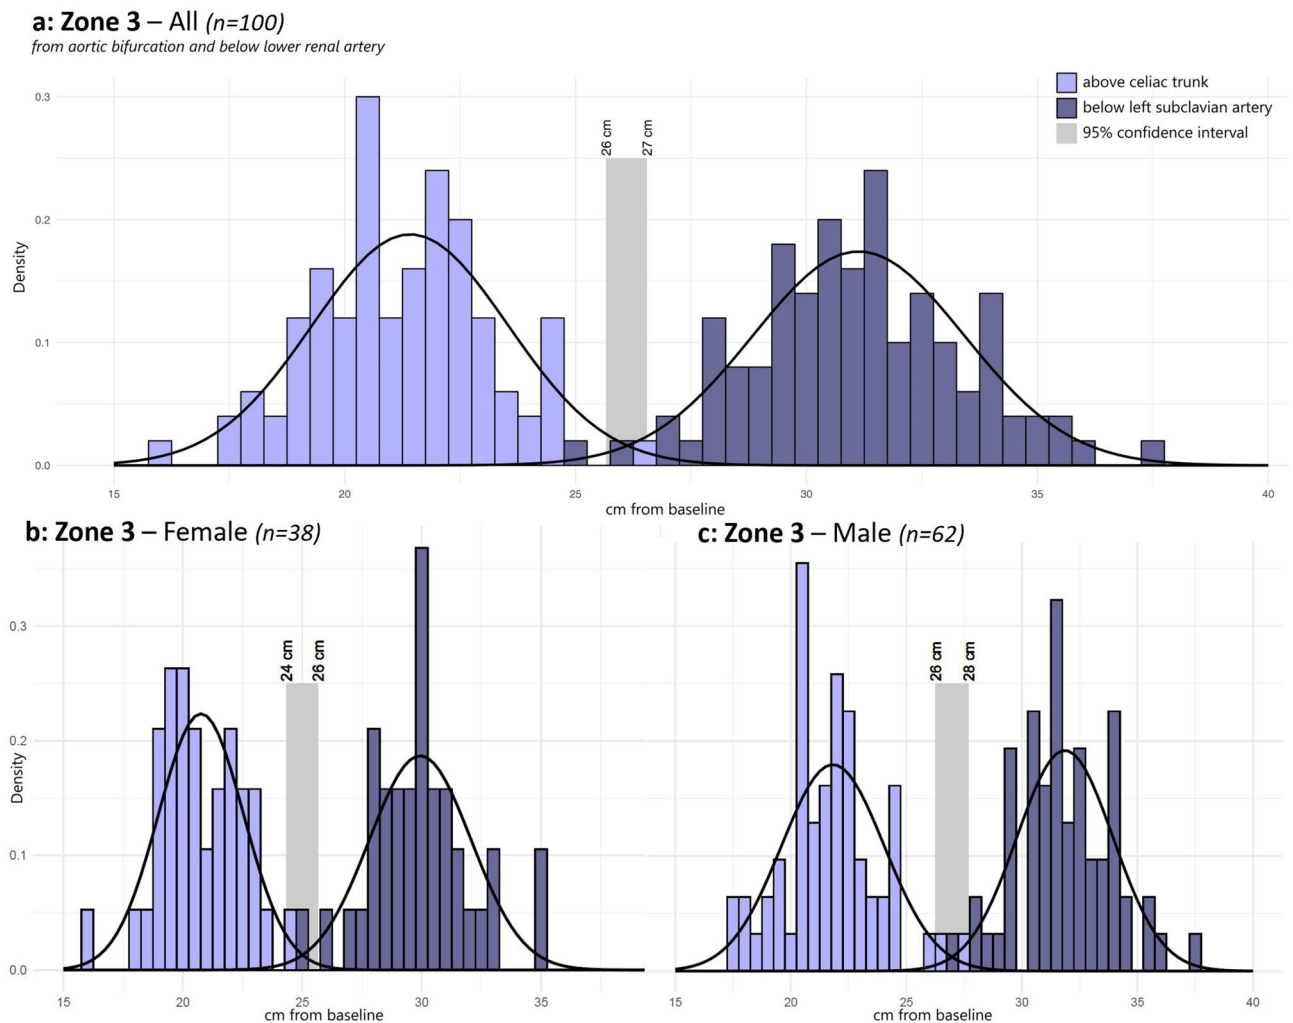 a: Zone 3 – All (n=100)
from aortic bifurcation and below lower renal artery
above celiac trunk
below left subclavian artery
95% confidence interval
0.3
0.2
0.1
0.0
Density
26 cm
27 cm
15
20
25
30
35
40
cm from baseline
b: Zone 3 – Female (n=38)
0.3
0.2
0.1
0.0
Density
24 cm
26 cm
15
20
25
30
35
cm from baseline
c: Zone 3 – Male (n=62)
26 cm
28 cm
15
20
25
30
35
40
cm from baseline